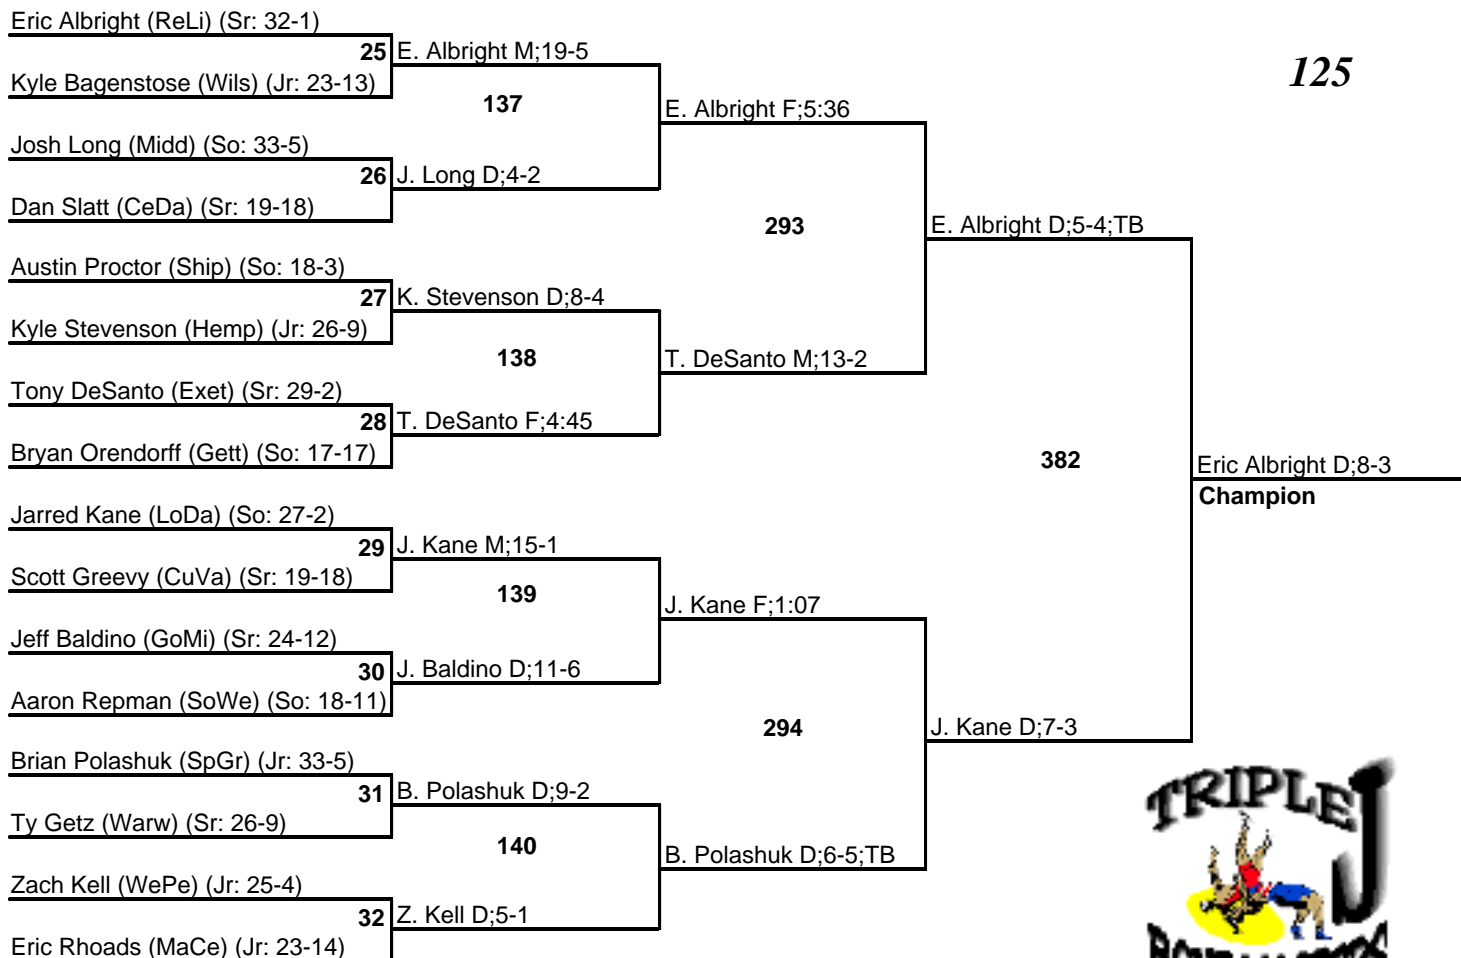 Eric Albright (ReLi) (Sr: 32-1)
25 E. Albright M;19-5
Kyle Bagenstose (Wils) (Jr: 23-13)
125
137
E. Albright F;5:36
Josh Long (Midd) (So: 33-5)
26 J. Long D;4-2
Dan Slatt (CeDa) (Sr: 19-18)
293
E. Albright D;5-4;TB
Austin Proctor (Ship) (So: 18-3)
27 K. Stevenson D;8-4
Kyle Stevenson (Hemp) (Jr: 26-9)
138
T. DeSanto M;13-2
Tony DeSanto (Exet) (Sr: 29-2)
28 T. DeSanto F;4:45
Bryan Orendorff (Gett) (So: 17-17)
382
Eric Albright D;8-3
Champion
Jarred Kane (LoDa) (So: 27-2)
29 J. Kane M;15-1
Scott Greevy (CuVa) (Sr: 19-18)
139
J. Kane F;1:07
Jeff Baldino (GoMi) (Sr: 24-12)
30 J. Baldino D;11-6
Aaron Repman (SoWe) (So: 18-11)
294
J. Kane D;7-3
Brian Polashuk (SpGr) (Jr: 33-5)
31 B. Polashuk D;9-2
Ty Getz (Warw) (Sr: 26-9)
140
B. Polashuk D;6-5;TB
Zach Kell (WePe) (Jr: 25-4)
32 Z. Kell D;5-1
Eric Rhoads (MaCe) (Jr: 23-14)
TRIPLE J